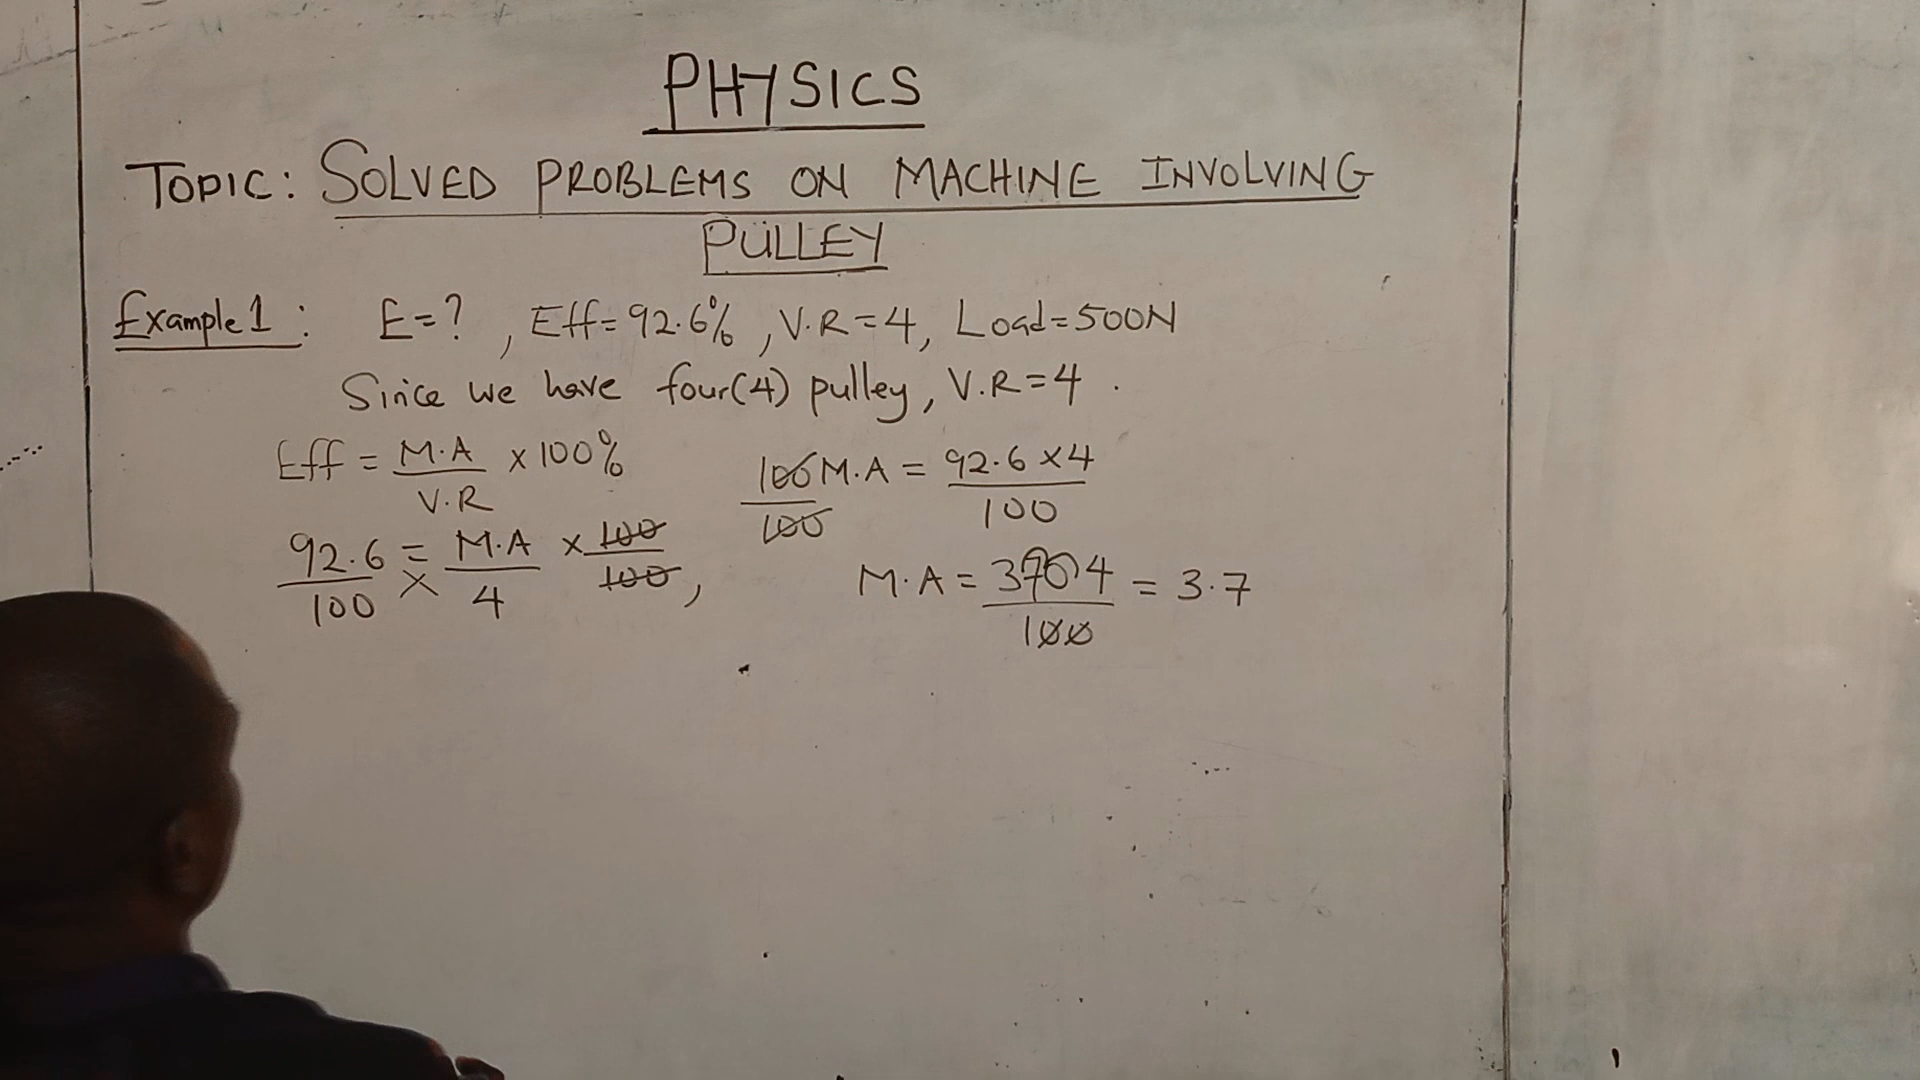 PHYSICS
TOPIC: SOLVED PROBLEMS ON MACHINE INVOLVING
PULLEY
Example 1: E=?, Eff=92.6%, V.R=4, Load=500N
Since we have four(4) pulley, V.R=4.
Eff = M.A/V.R × 100%
92.6/100 = M.A/4 × 100/100,
100M.A/100 = 92.6×4/100
M.A = 3704/100 = 3.7